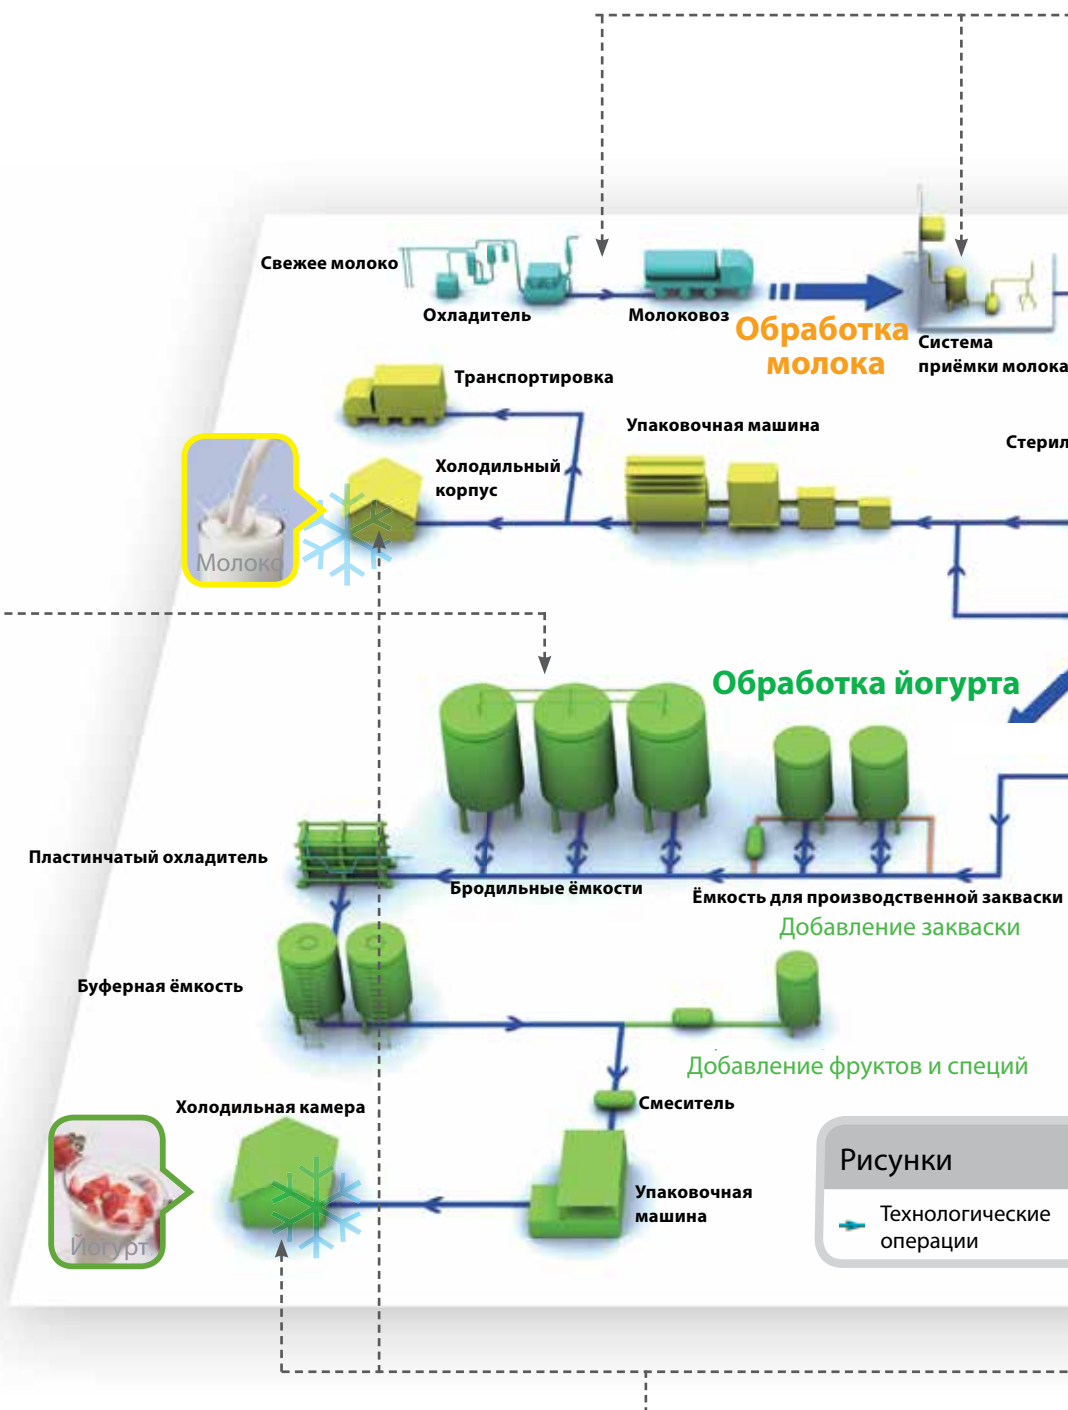 Свежее молоко
Охладитель
Молоковоз
Обработка
молока
Система
приёмки молока
Транспортировка
Упаковочная машина
Стерил
Холодильный
корпус
Молоко
Обработка йогурта
Пластинчатый охладитель
Бродильные ёмкости
Ёмкость для производственной закваски
Добавление закваски
Буферная ёмкость
Добавление фруктов и специй
Смеситель
Холодильная камера
Упаковочная
машина
Йогурт
Рисунки
Технологические
операции